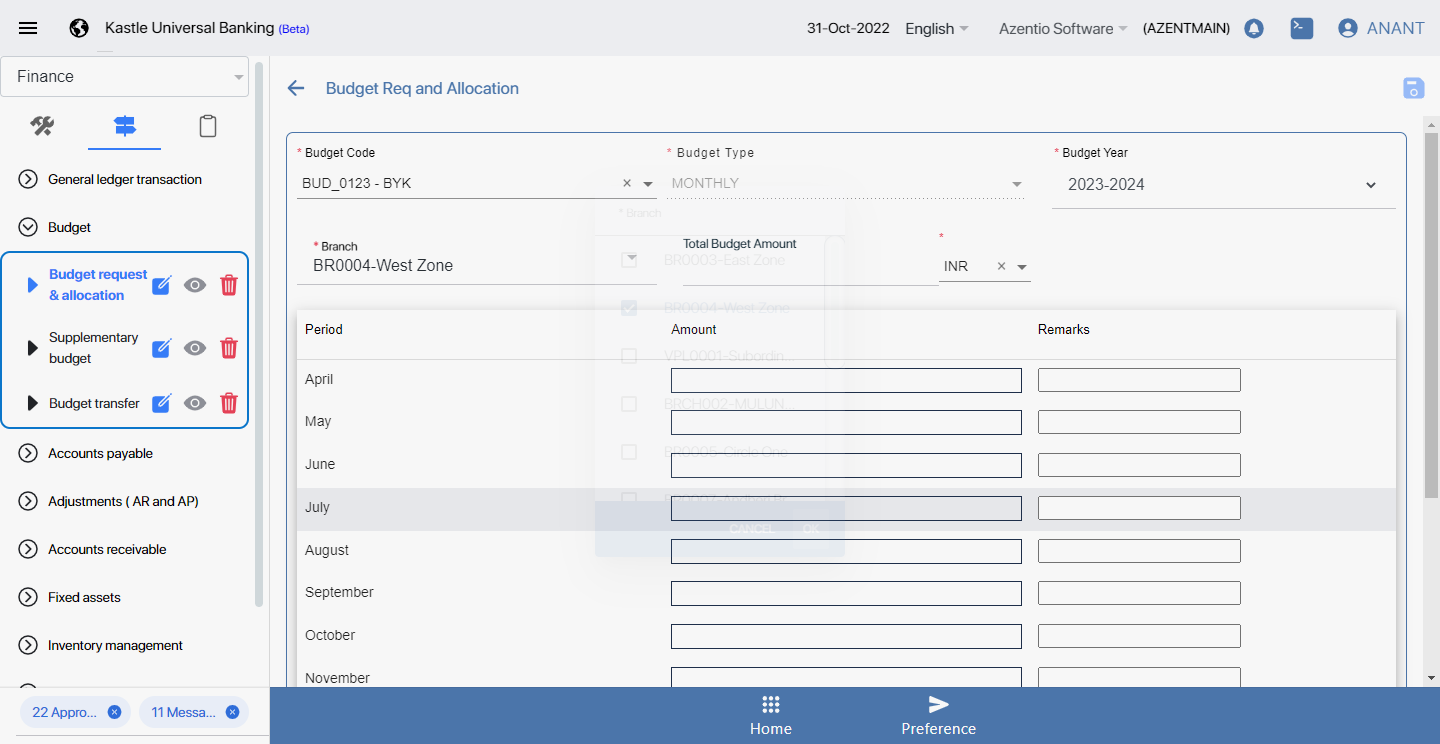 Kastle Universal Banking (Beta)
31-Oct-2022
English
Azentio Software
(AZENTMAIN)
ANANT
Finance
General ledger transaction
Budget
Budget request
& allocation
Supplementary
budget
Budget transfer
Accounts payable
Adjustments ( AR and AP)
Accounts receivable
Fixed assets
Inventory management
22 Appro...
11 Messa...
Budget Req and Allocation
* Budget Code
* Budget Type
* Budget Year
BUD_0123 - BYK
MONTHLY
2023-2024
* Branch
Total Budget Amount
*
BR0004-West Zone
INR
* Branch
BR0003-East Zone
BR0004-West Zone
VPL0001-Subordin...
BRCH002-MULUN...
BR0005-Circle One
CANCEL
OK
Period Amount Remarks
April
May
June
July
August
September
October
November
Home
Preference